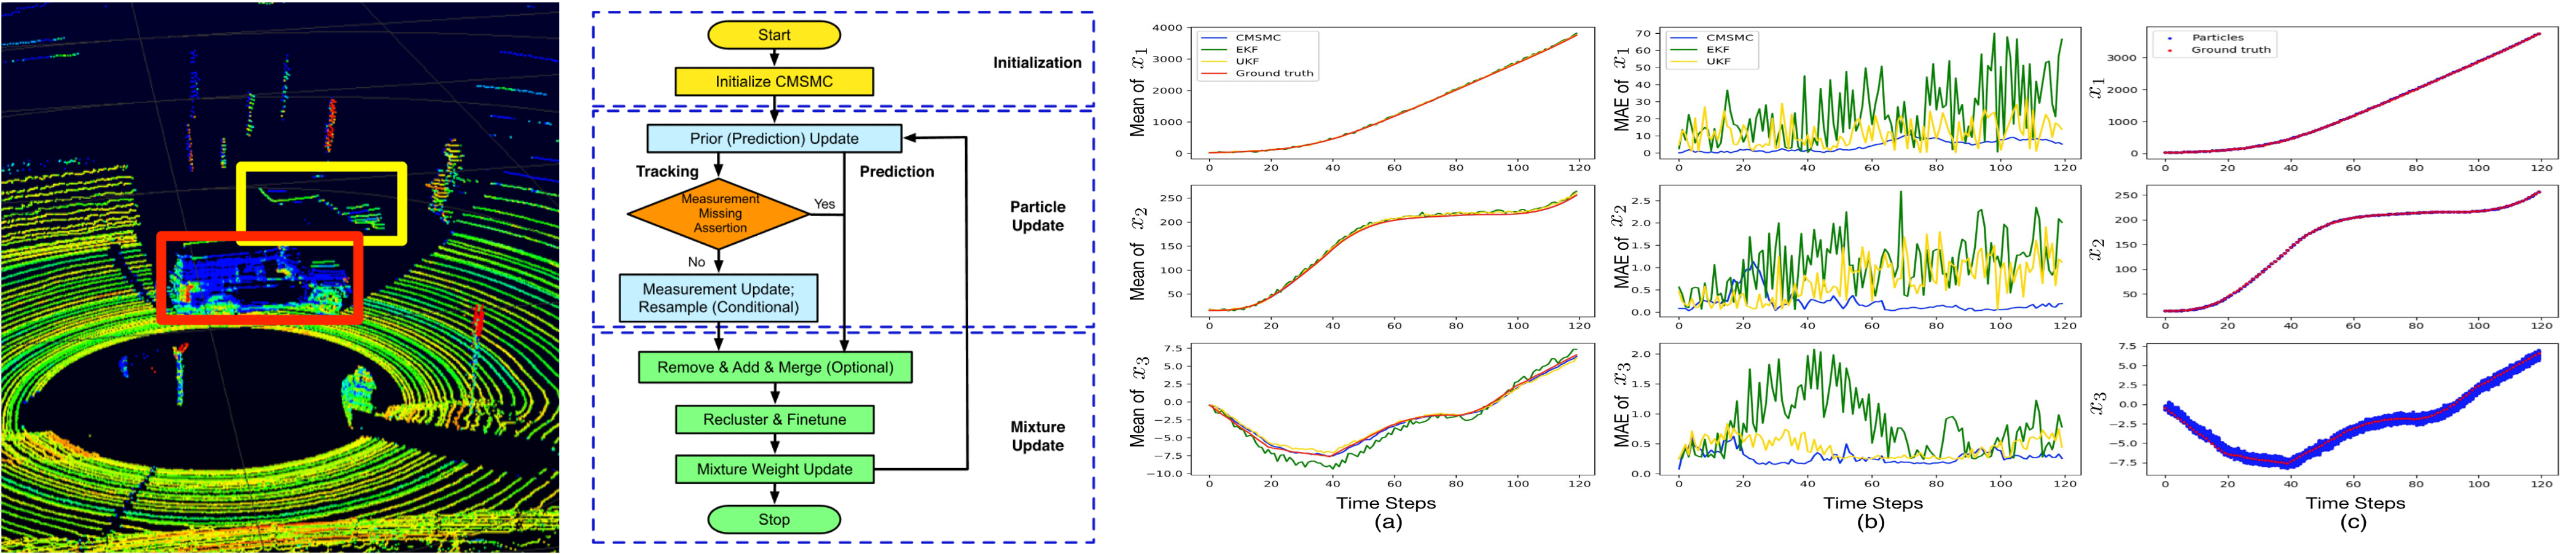 Start
Initialize CMSMC
Initialization
Prior (Prediction) Update
Tracking
Prediction
Measurement
Missing
Assertion
Yes
No
Measurement Update;
Resample (Conditional)
Particle
Update
Remove & Add & Merge (Optional)
Recluster & Finetune
Mixture Weight Update
Stop
Mixture
Update
Mean of x1
4000
3000
2000
1000
0
CMSMC
EKF
UKF
Ground truth
0 20 40 60 80 100 120
Mean of x2
250
200
150
100
50
0 20 40 60 80 100 120
Mean of x3
7.5
5.0
2.5
0.0
−2.5
−5.0
−7.5
−10.0
0 20 40 60 80 100 120
Time Steps
(a)
MAE of x1
70
60
50
40
30
20
10
0
CMSMC
EKF
UKF
0 20 40 60 80 100 120
MAE of x2
2.5
2.0
1.5
1.0
0.5
0.0
0 20 40 60 80 100 120
MAE of x3
2.0
1.5
1.0
0.5
0.0
0 20 40 60 80 100 120
Time Steps
(b)
x1
3000
2000
1000
0
Particles
Ground truth
0 20 40 60 80 100 120
x2
250
200
150
100
50
0 20 40 60 80 100 120
x3
7.5
5.0
2.5
0.0
−2.5
−5.0
−7.5
0 20 40 60 80 100 120
Time Steps
(c)